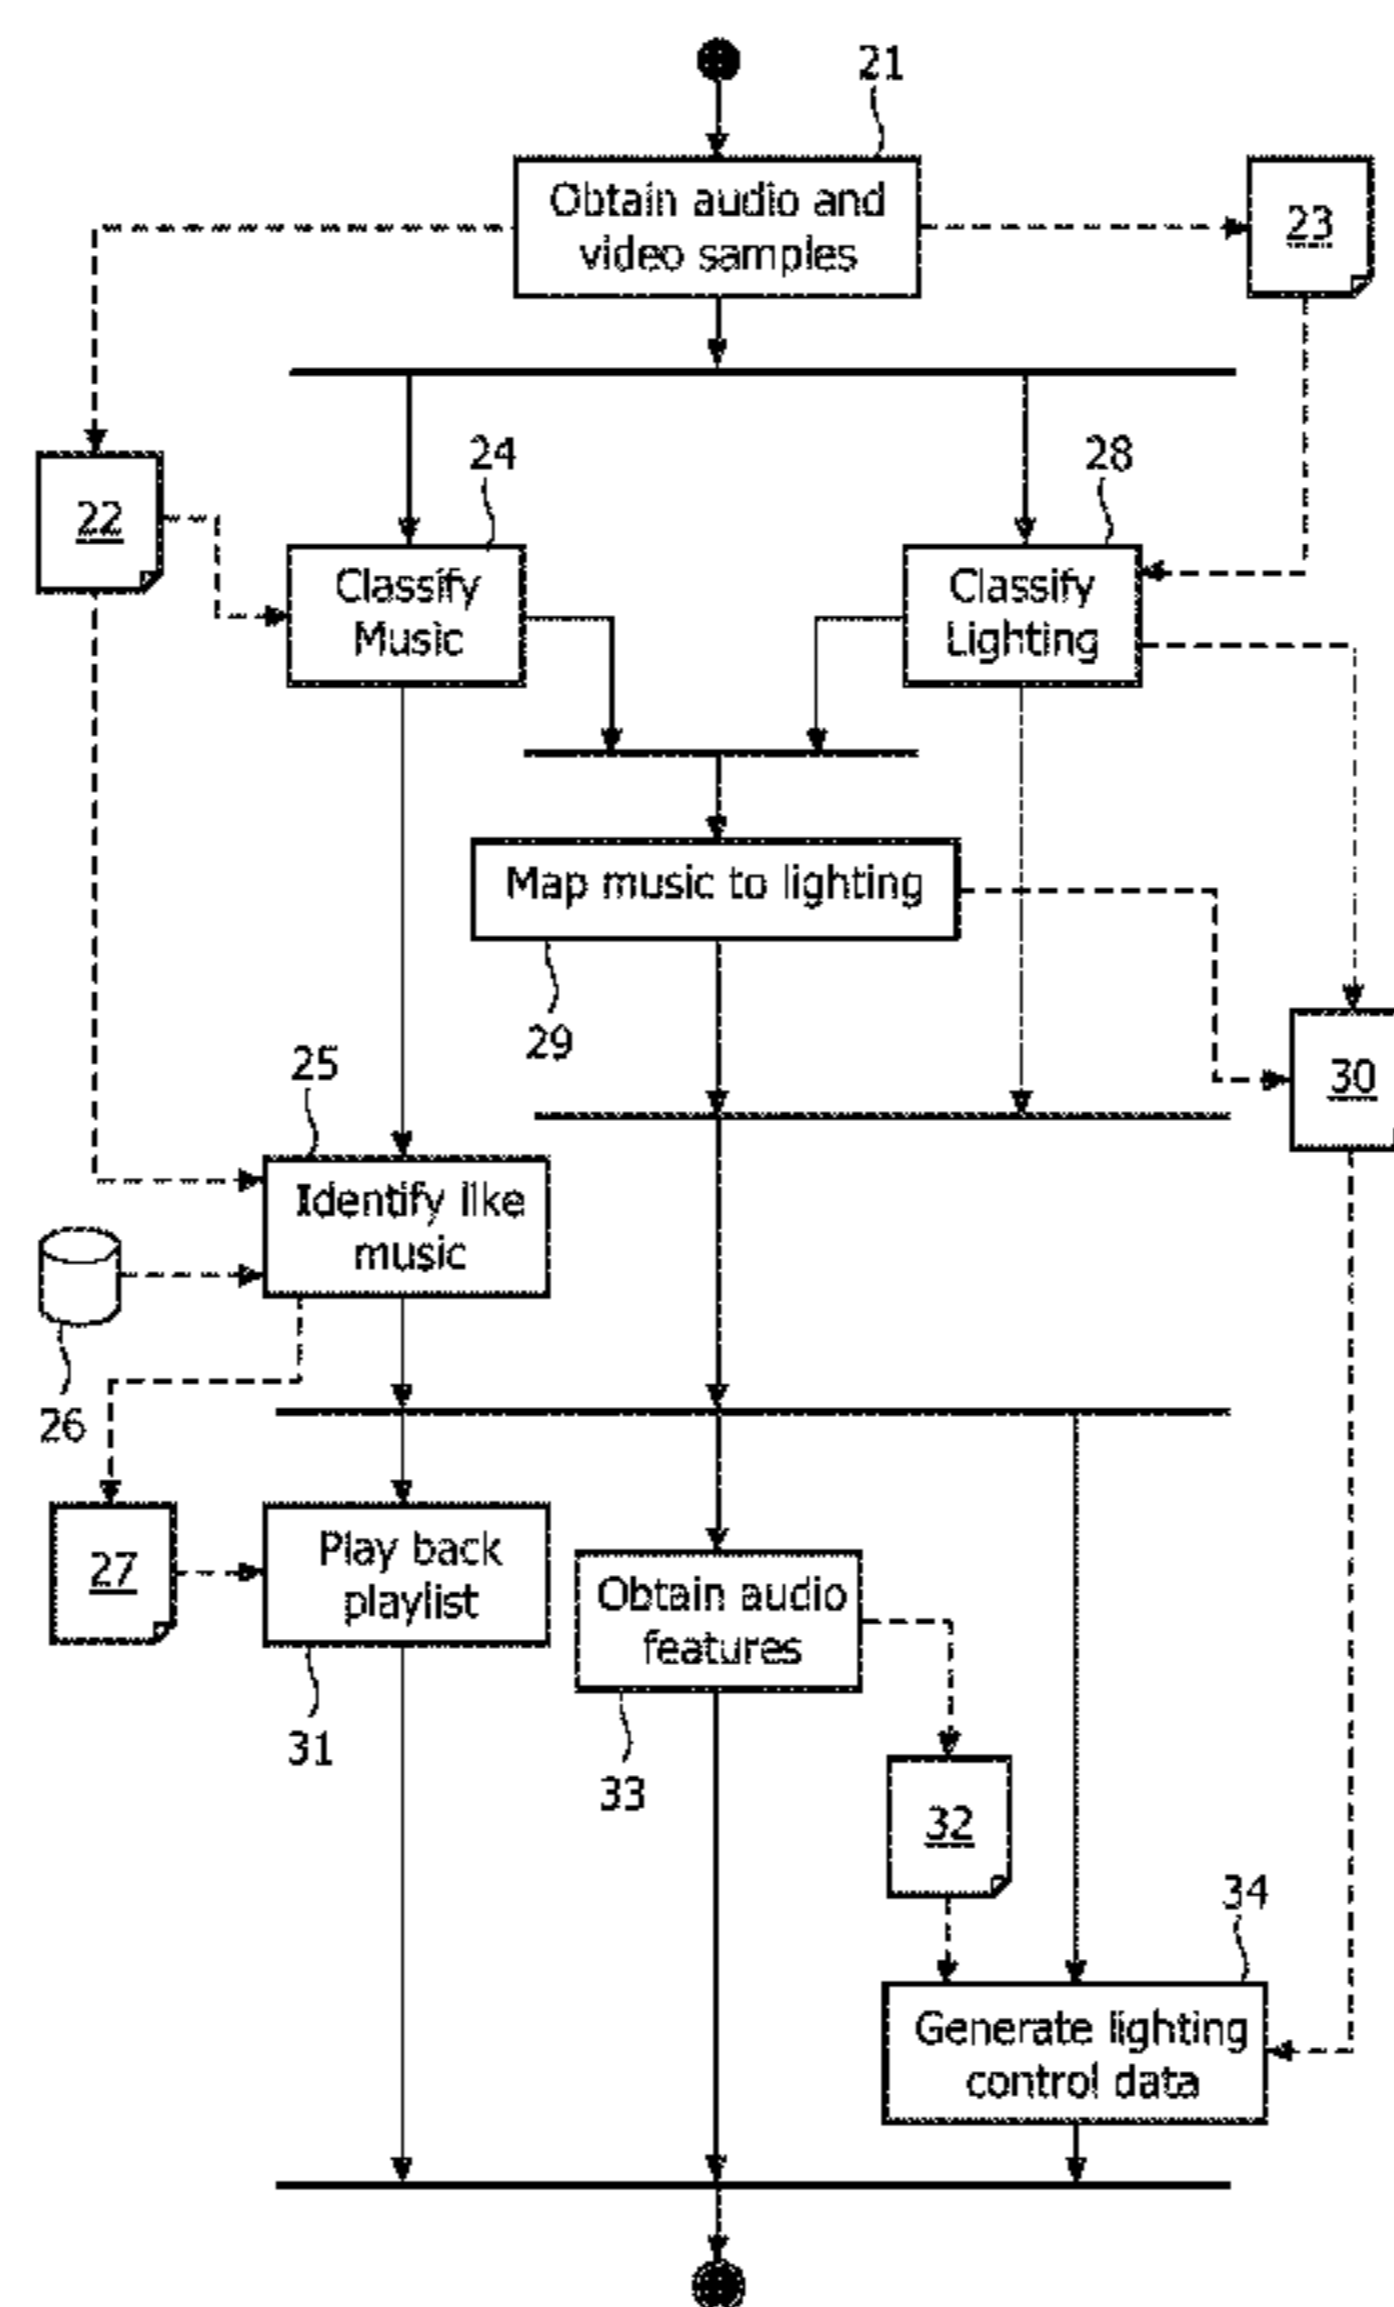 21
Obtain audio and
video samples
23
24
28
22
Classify
Music
Classify
Lighting
Map music to lighting
29
25
30
Identify like
music
26
27
Play back
playlist
Obtain audio
features
31
33
32
34
Generate lighting
control data